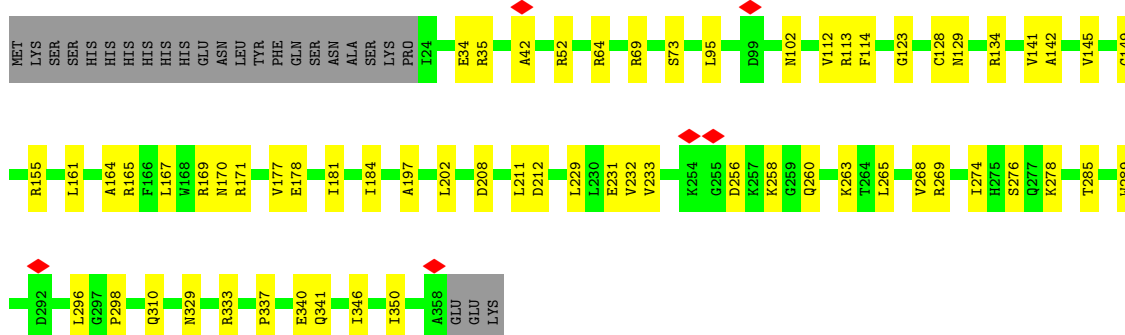 MET LYS SER SER HIS HIS HIS HIS HIS HIS GLU ASN LEU TYR PHE GLN SER ASN ALA SER LYS PRO I24 E34 R35 A42 R52 R64 R69 S73 L95 D99 N102 V112 R113 F114 G123 C128 N129 R134 V141 A142 V145
R155 L161 A164 R165 F166 L167 W168 R169 N170 R171 V177 E178 I181 I184 A197 L202 D208 L211 D212 L229 L230 E231 V232 V233 K254 G255 D256 K257 K258 G259 Q260 K263 T264 L265 V268 R269 I274 H275 S276 Q277 K278 T285
D292 L296 G297 P298 Q310 N329 R333 P337 E340 Q341 I346 I350 A358 GLU GLU LYS